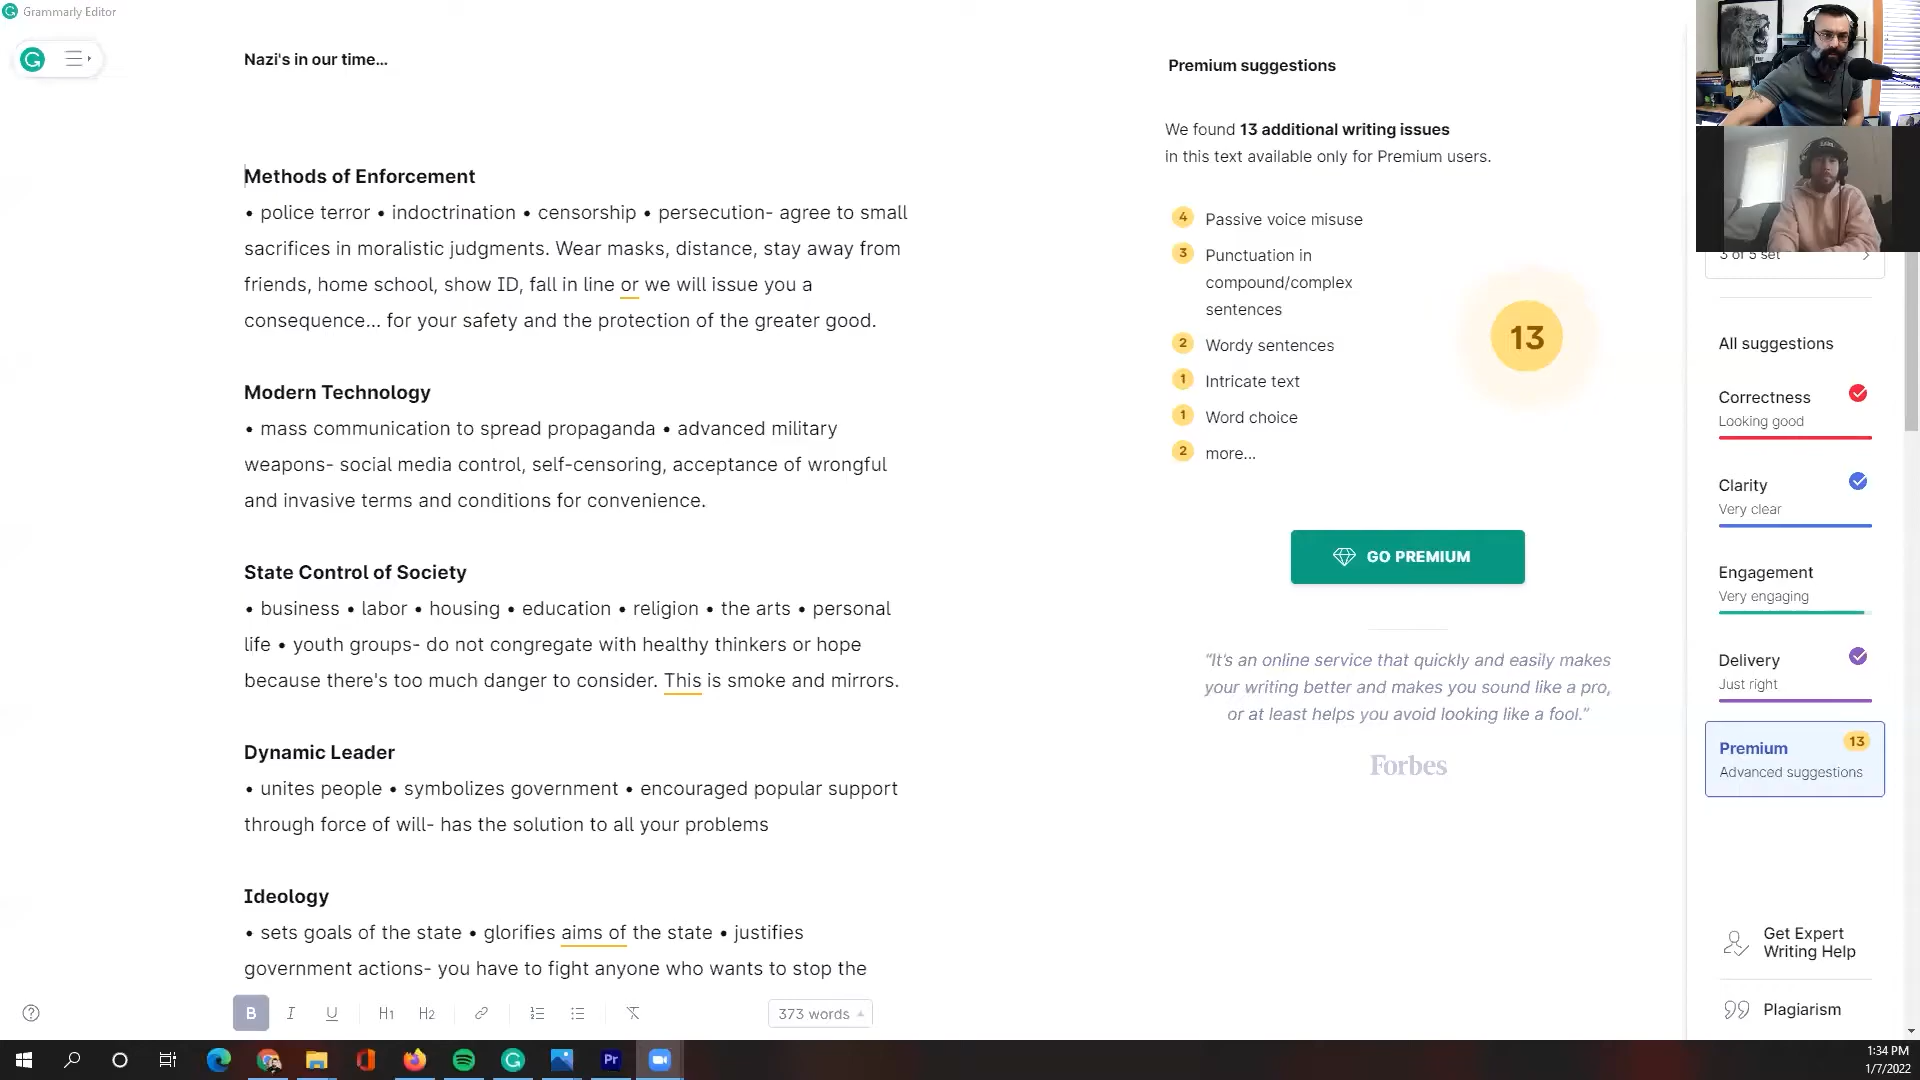 Grammarly Editor
Nazi's in our time...
Methods of Enforcement
• police terror • indoctrination • censorship • persecution- agree to small
sacrifices in moralistic judgments. Wear masks, distance, stay away from
friends, home school, show ID, fall in line or we will issue you a
consequence... for your safety and the protection of the greater good.
Modern Technology
• mass communication to spread propaganda • advanced military
weapons- social media control, self-censoring, acceptance of wrongful
and invasive terms and conditions for convenience.
State Control of Society
• business • labor • housing • education • religion • the arts • personal
life • youth groups- do not congregate with healthy thinkers or hope
because there's too much danger to consider. This is smoke and mirrors.
Dynamic Leader
• unites people • symbolizes government • encouraged popular support
through force of will- has the solution to all your problems
Ideology
• sets goals of the state • glorifies aims of the state • justifies
government actions- you have to fight anyone who wants to stop the
B I U H1 H2
373 words
Premium suggestions
We found 13 additional writing issues
in this text available only for Premium users.
4 Passive voice misuse
3 Punctuation in
compound/complex
sentences
2 Wordy sentences
1 Intricate text
1 Word choice
2 more...
13
GO PREMIUM
“It's an online service that quickly and easily makes
your writing better and makes you sound like a pro,
or at least helps you avoid looking like a fool.”
Forbes
3 of 5 set
All suggestions
Correctness
Looking good
Clarity
Very clear
Engagement
Very engaging
Delivery
Just right
Premium 13
Advanced suggestions
Get Expert
Writing Help
Plagiarism
Pr
1:34 PM
1/7/2022